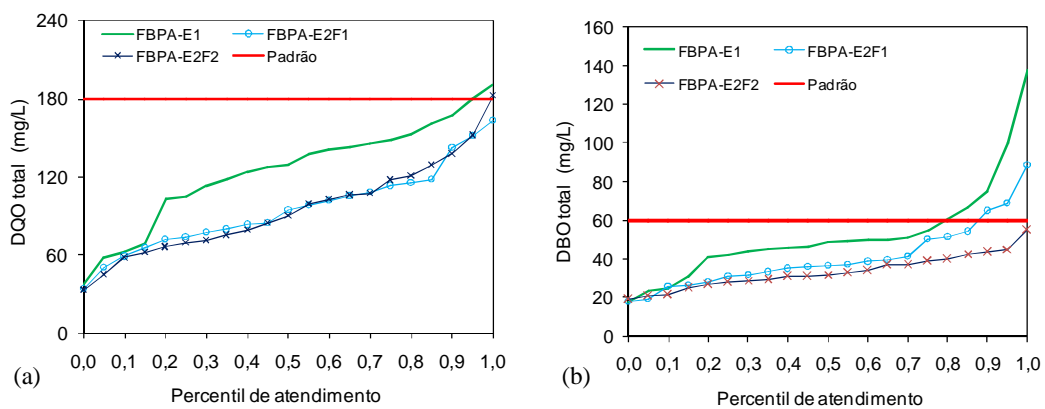 240
180
120
60
0
DQO total (mg/L)
FBPA-E1
FBPA-E2F1
FBPA-E2F2
Padrão
0,0 0,1 0,2 0,3 0,4 0,5 0,6 0,7 0,8 0,9 1,0
Percentil de atendimento
(a)
160
140
120
100
80
60
40
20
0
DBO total (mg/L)
FBPA-E1
FBPA-E2F1
FBPA-E2F2
Padrão
0,0 0,1 0,2 0,3 0,4 0,5 0,6 0,7 0,8 0,9 1,0
Percentil de atendimento
(b)